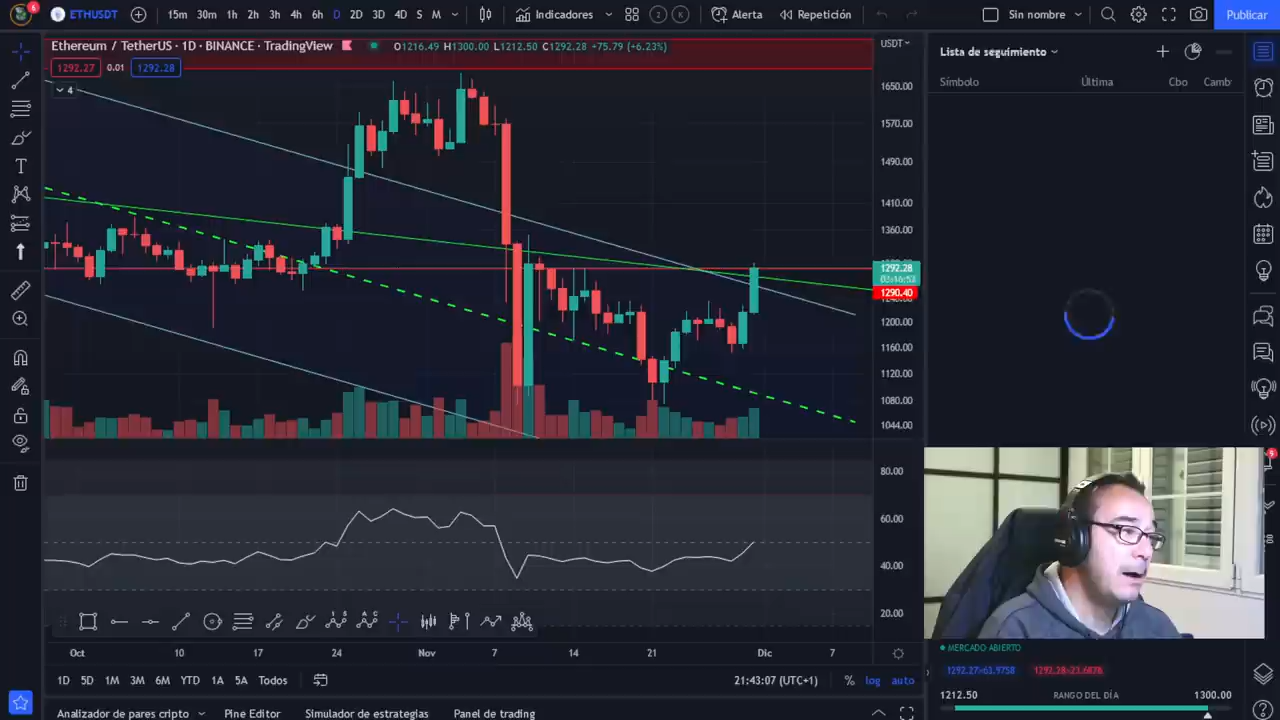 6
ETHUSDT
15m 30m 1h 2h 3h 4h 6h D 2D 3D 4D S M
Indicadores
Alerta
Repetición
Sin nombre
Publicar
Ethereum / TetherUS · 1D · BINANCE · TradingView
O1216.49 H1300.00 L1212.50 C1292.28 +75.79 (+6.23%)
USDT
1292.27 0.01 1292.28
4
Lista de seguimiento
Símbolo Última Cbo Camb
1650.00
1570.00
1490.00
1410.00
1360.00
1292.28
1290.40
1200.00
1160.00
1120.00
1080.00
1044.00
80.00
60.00
40.00
20.00
Oct 10 17 24 Nov 7 14 21 Dic 7
1D 5D 1M 3M 6M YTD 1A 5A Todos
21:43:07 (UTC+1)
% log auto
MERCADO ABIERTO
1212.50 RANGO DEL DÍA 1300.00
Analizador de pares cripto
Pine Editor
Simulador de estrategias
Panel de trading